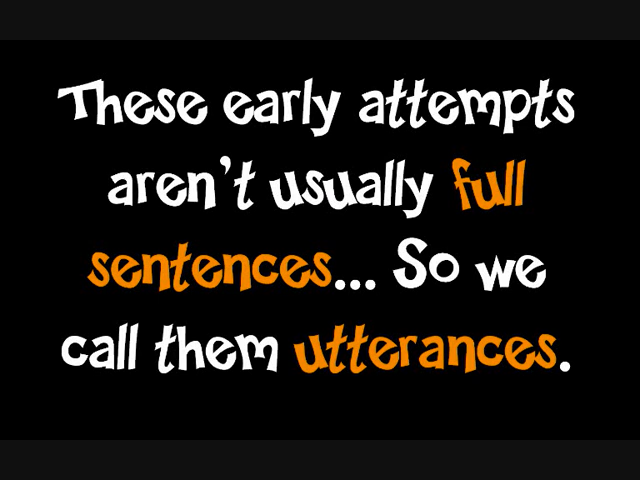 These early attempts
aren't usually full
sentences... So we
call them utterances.